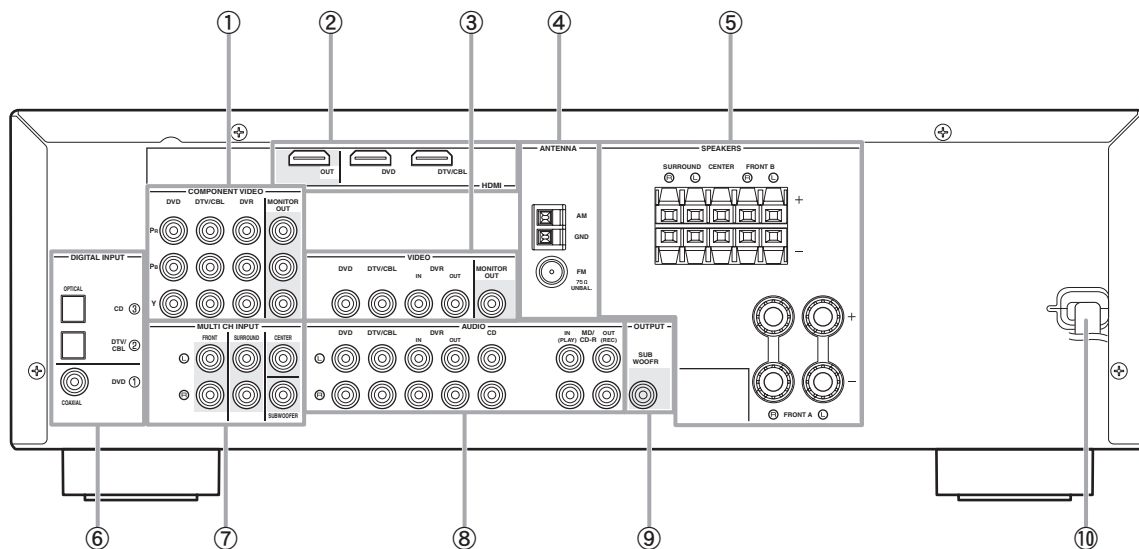 ① ② ③ ④ ⑤
ANTENNA
SPEAKERS
OUT DVD DTV/CBL
HDMI
SURROUND CENTER FRONT B
R L R L
+
−
AM
GND
FM
75Ω
UNBAL.
COMPONENT VIDEO
DVD DTV/CBL DVR MONITOR
OUT
PR
PB
Y
VIDEO
DVD DTV/CBL DVR MONITOR
IN OUT OUT
DIGITAL INPUT
OPTICAL
CD ③
DTV/
CBL ②
DVD ①
COAXIAL
MULTI CH INPUT
FRONT SURROUND CENTER
L
R
SUBWOOFER
AUDIO
DVD DTV/CBL DVR CD IN MD/ OUT
IN OUT (PLAY) CD-R (REC)
L
R
OUTPUT
SUB
WOOFR
+
−
R FRONT A L
⑥ ⑦ ⑧ ⑨ ⑩